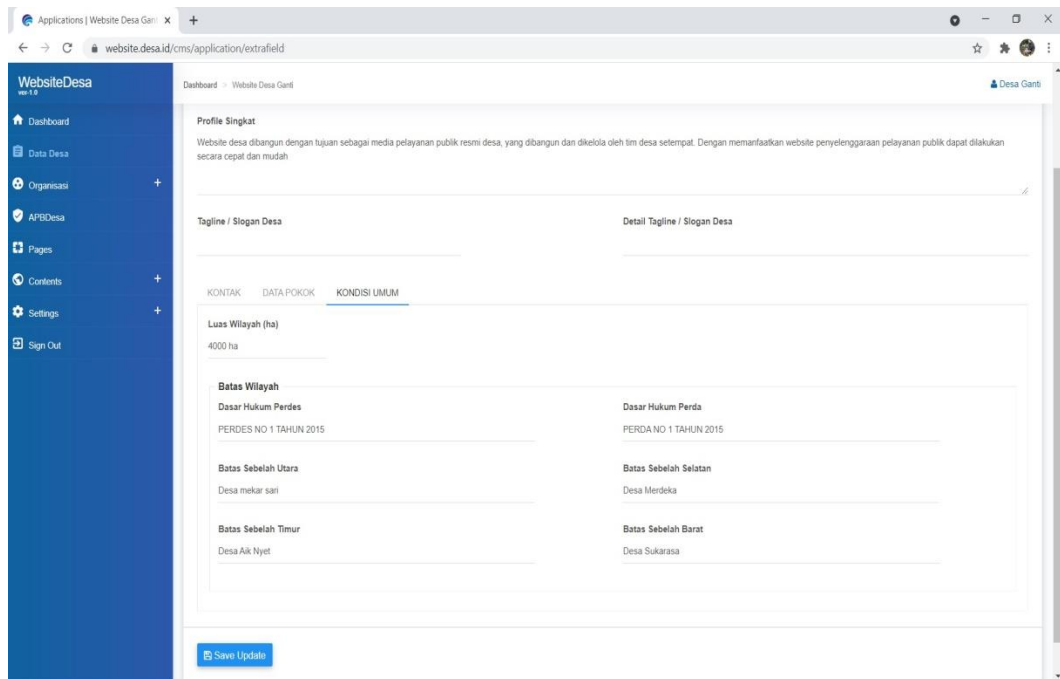 Applications | Website Desa Gan
website.desa.id/cms/application/extrafield
WebsiteDesa
ver-1.0
Dashboard > Website Desa Ganti
Desa Ganti
Dashboard
Data Desa
Organisasi +
APBDesa
Pages
Contents +
Settings +
Sign Out
Profile Singkat
Website desa dibangun dengan tujuan sebagai media pelayanan publik resmi desa, yang dibangun dan dikelola oleh tim desa setempat. Dengan memanfaatkan website penyelenggaraan pelayanan publik dapat dilakukan
secara cepat dan mudah
Tagline / Slogan Desa
Detail Tagline / Slogan Desa
KONTAK DATA POKOK KONDISI UMUM
Luas Wilayah (ha)
4000 ha
Batas Wilayah
Dasar Hukum Perdes
Dasar Hukum Perda
PERDES NO 1 TAHUN 2015
PERDA NO 1 TAHUN 2015
Batas Sebelah Utara
Batas Sebelah Selatan
Desa mekar sari
Desa Merdeka
Batas Sebelah Timur
Batas Sebelah Barat
Desa Aik Nyet
Desa Sukarasa
Save Update